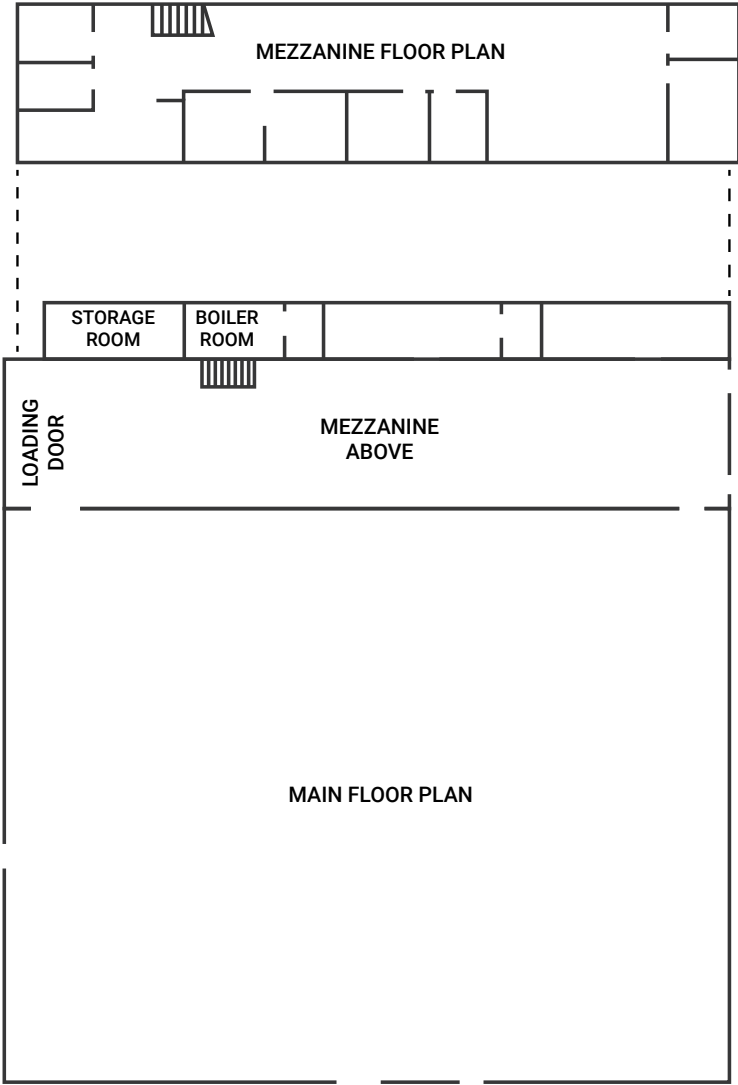 MEZZANINE FLOOR PLAN
STORAGE
ROOM
BOILER
ROOM
LOADING
DOOR
MEZZANINE
ABOVE
MAIN FLOOR PLAN